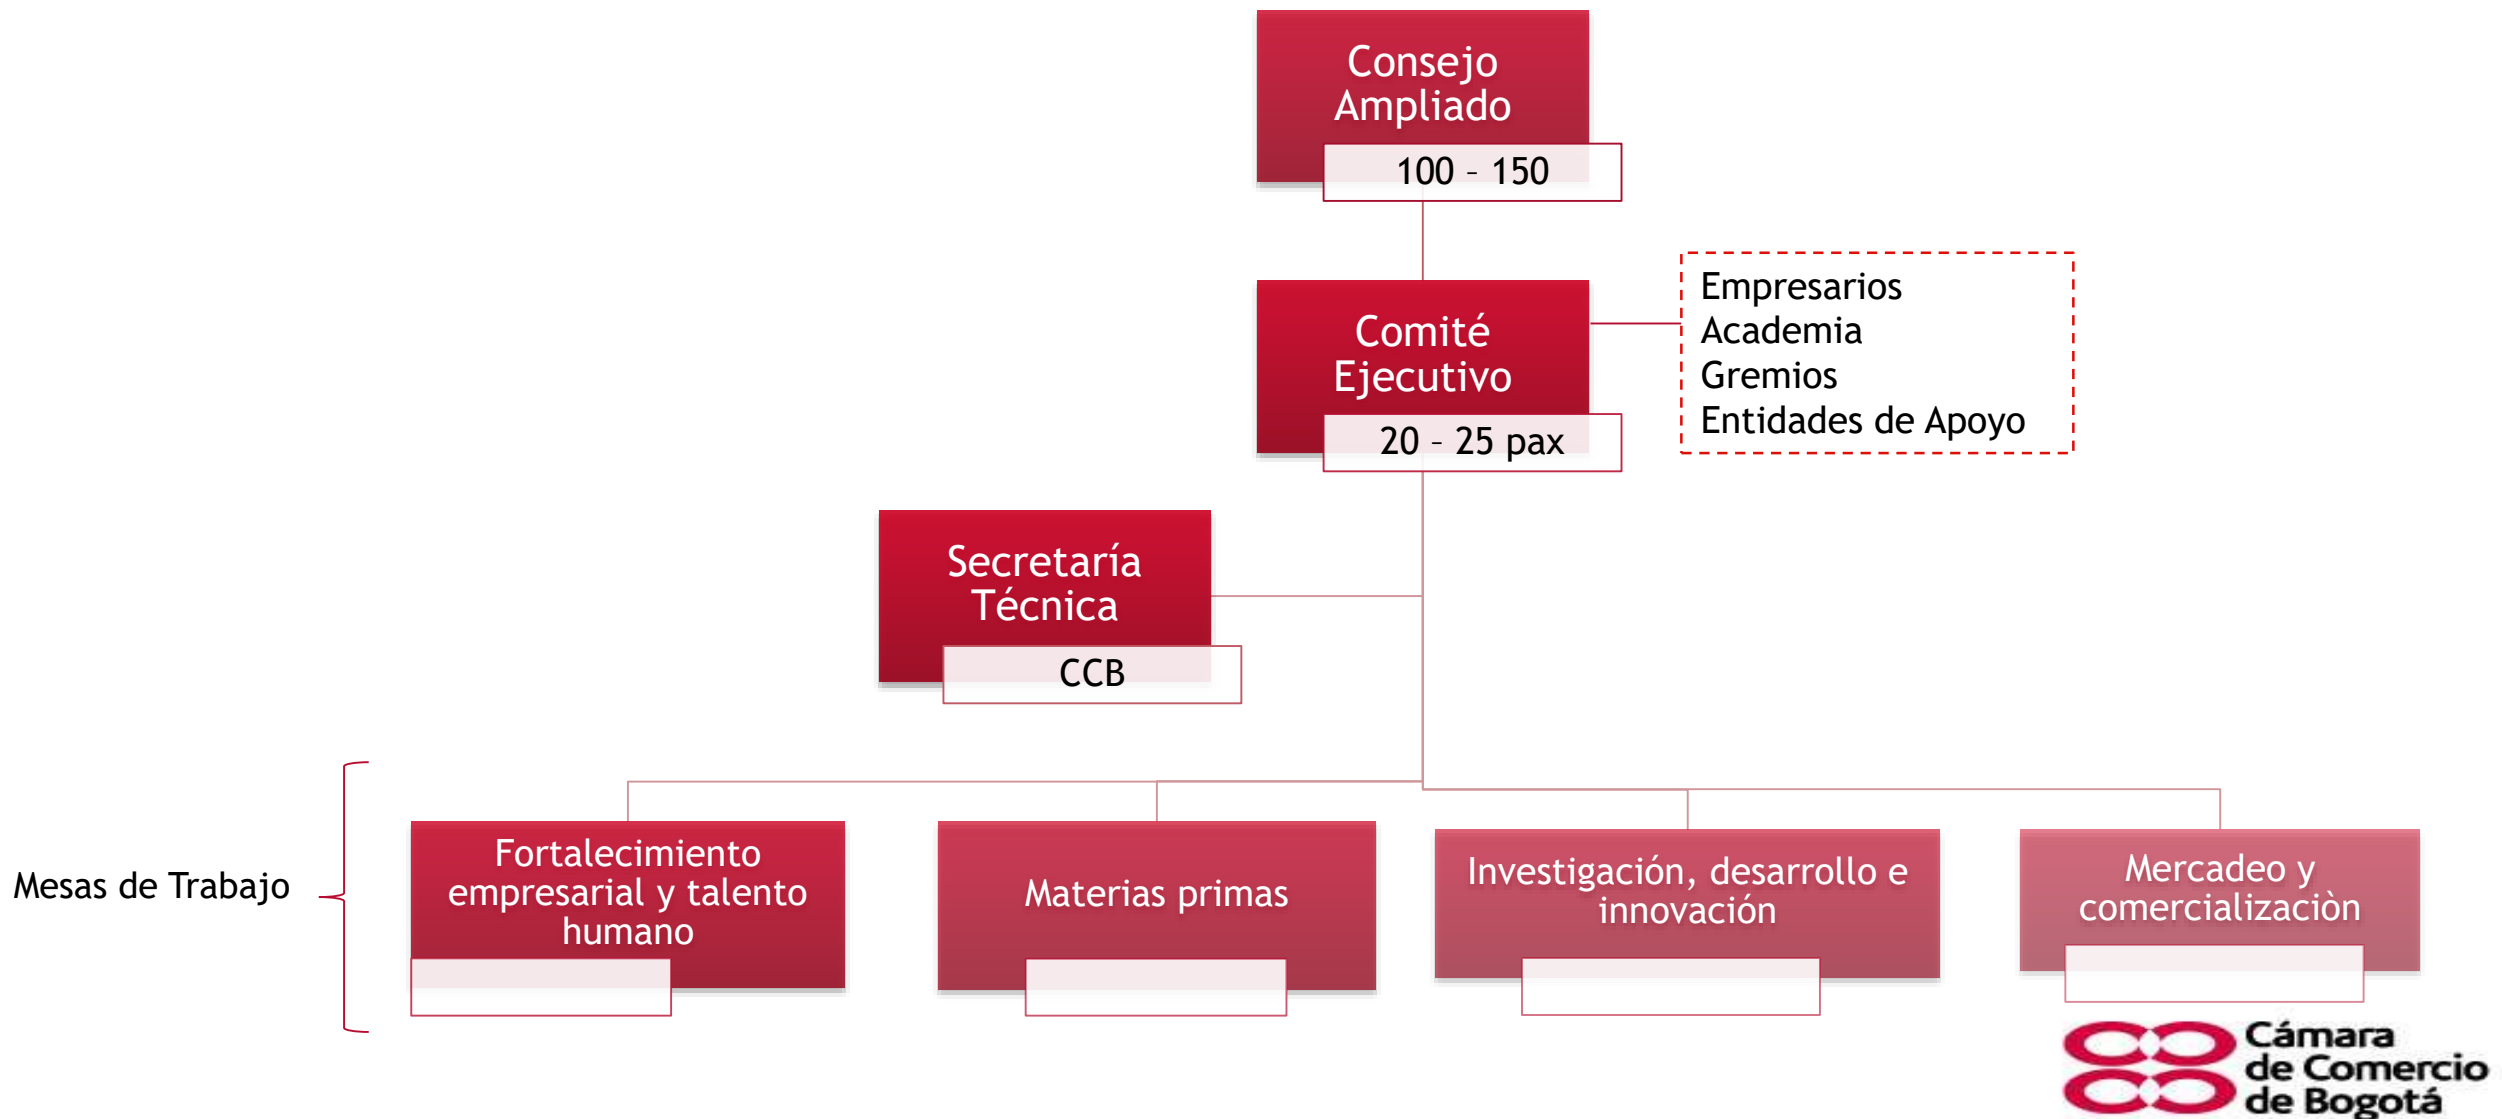 Consejo
Ampliado
100 – 150
Comité
Ejecutivo
20 – 25 pax
Empresarios
Academia
Gremios
Entidades de Apoyo
Secretaría
Técnica
CCB
Mesas de Trabajo
Fortalecimiento
empresarial y talento
humano
Materias primas
Investigación, desarrollo e
innovación
Mercadeo y
comercializaciòn
Cámara
de Comercio
de Bogotá